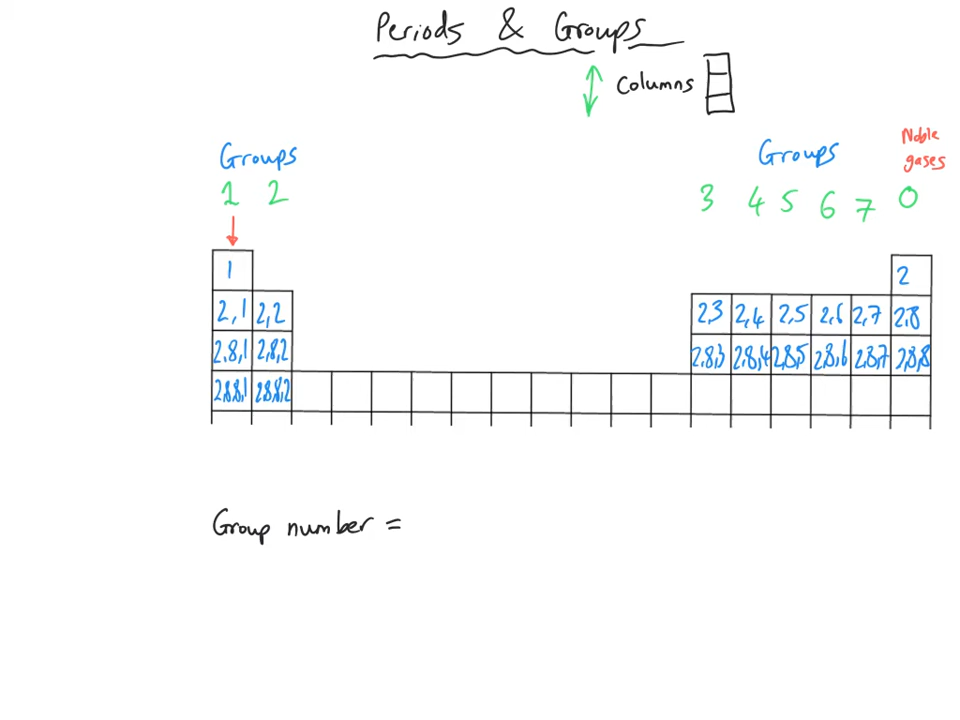 Periods & Groups
Columns
Noble
gases
Groups
Groups
1 2
3 4 5 6 7 0
1 2
2,1 2,2 2,3 2,4 2,5 2,6 2,7 2,8
2,8,1 2,8,2 2,8,3 2,8,4 2,8,5 2,8,6 2,8,7 2,8,8
2,8,8,1 2,8,8,2
Group number =